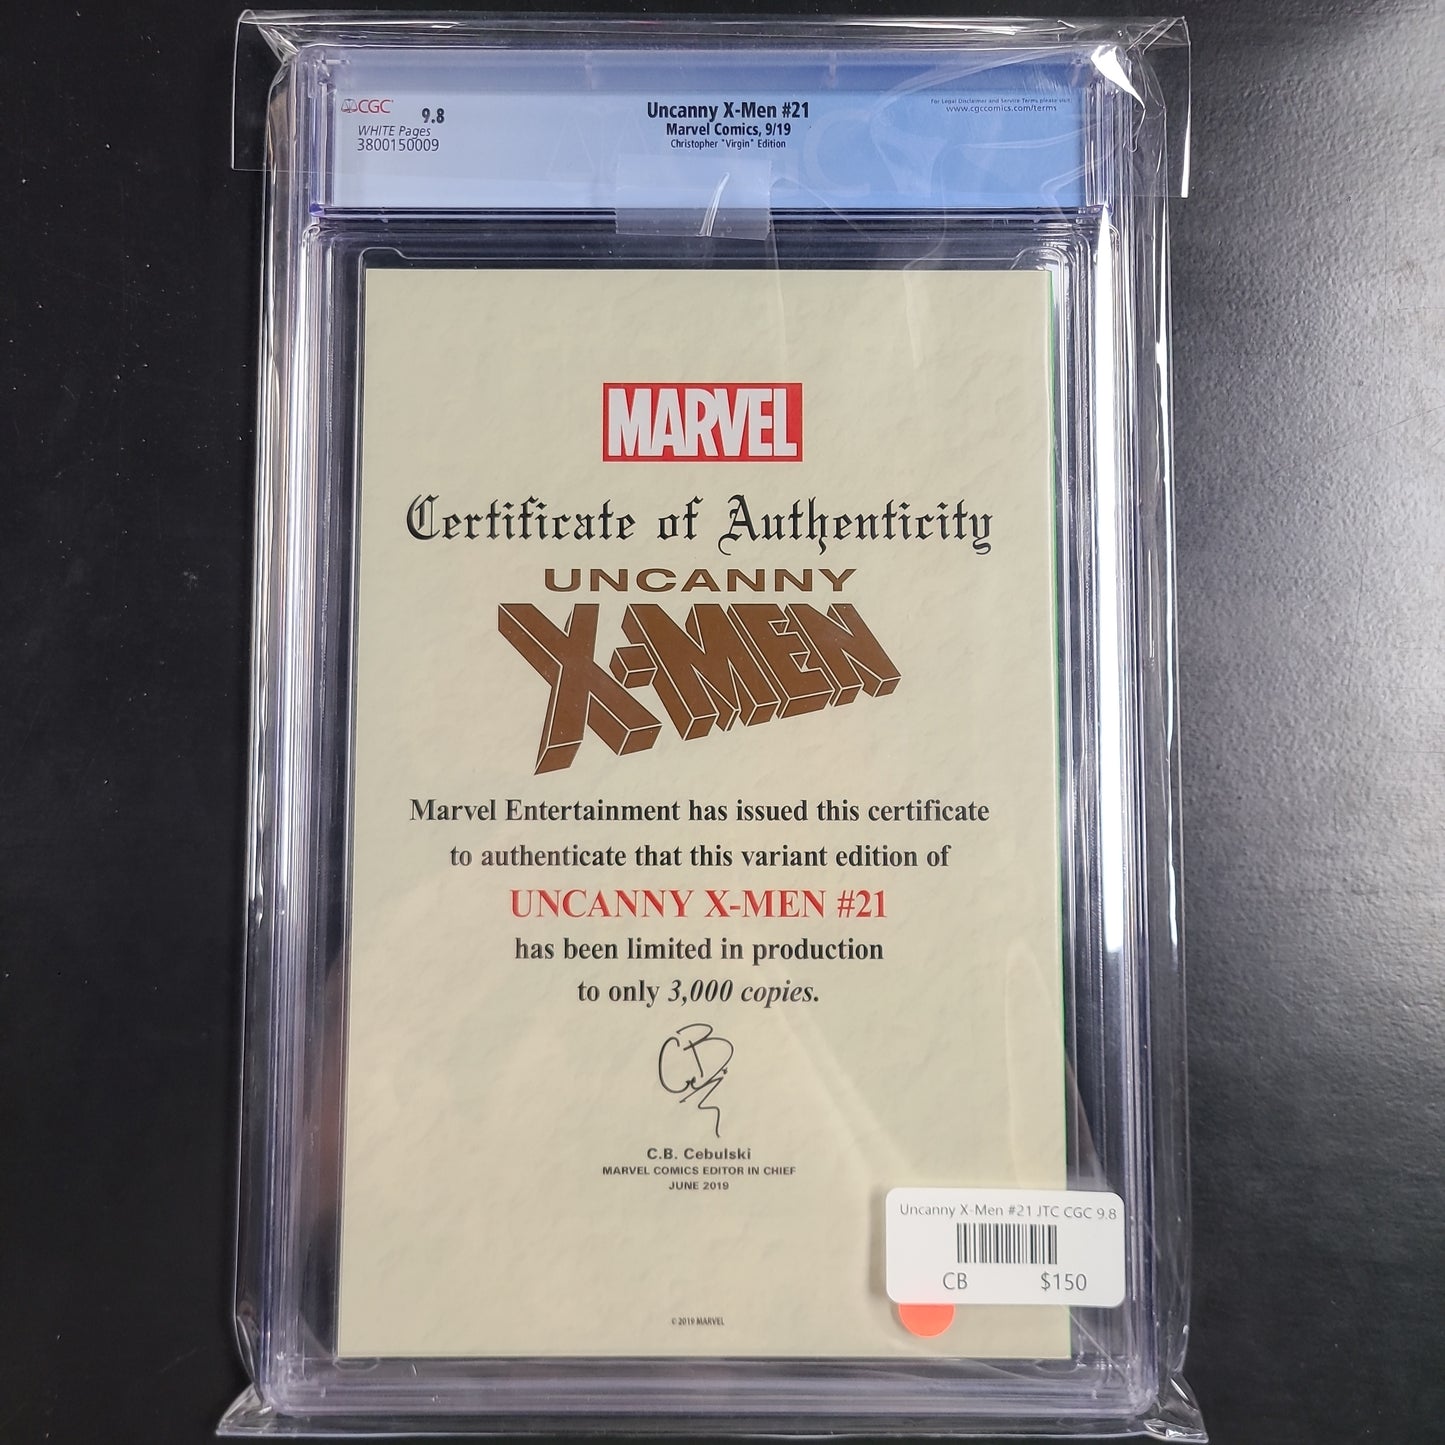 CGC 9.8
WHITE Pages
3800150009
Uncanny X-Men #21
Marvel Comics, 9/19
Christopher "Virgin" Edition
For Legal Disclaimer and Service Terms please visit
www.cgccomics.com/terms
MARVEL
Certificate of Authenticity
UNCANNY
X-MEN
Marvel Entertainment has issued this certificate
to authenticate that this variant edition of
UNCANNY X-MEN #21
has been limited in production
to only 3,000 copies.
C.B. Cebulski
MARVEL COMICS EDITOR IN CHIEF
JUNE 2019
Uncanny X-Men #21 JTC CGC 9.8
CB $150
© 2019 MARVEL